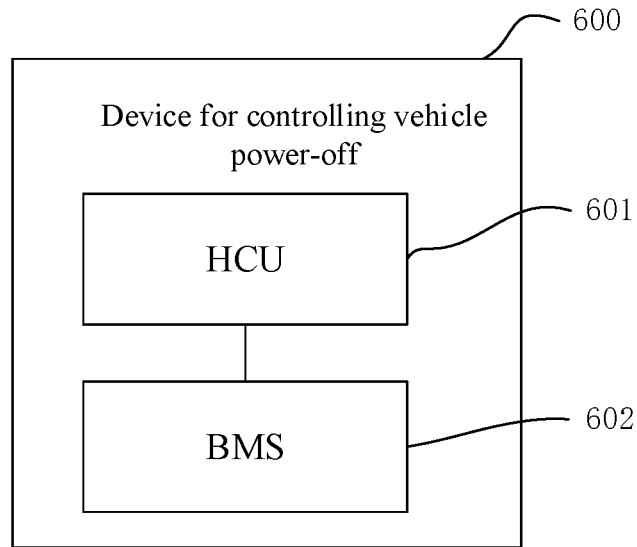 600
Device for controlling vehicle
power-off
HCU
601
BMS
602